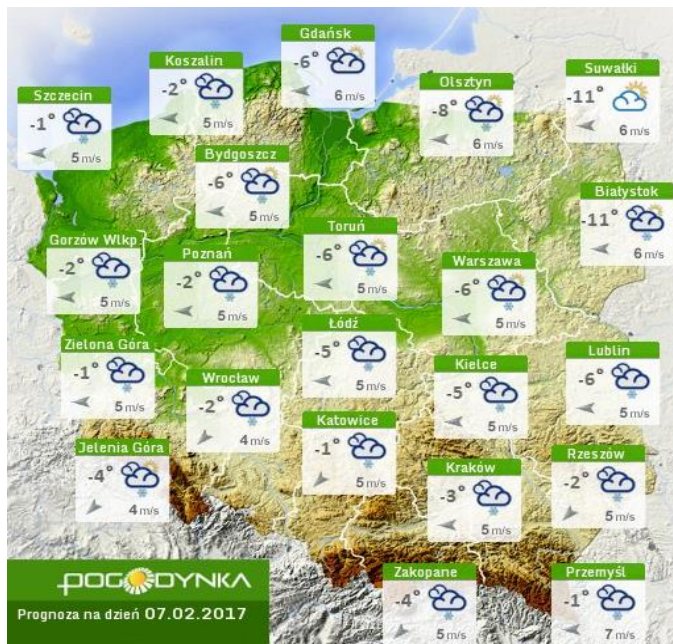 Gdańsk
-6°
6 m/s
Koszalin
-2°
5 m/s
Suwałki
-11°
6 m/s
Olsztyn
-8°
6 m/s
Szczecin
-1°
5 m/s
Bydgoszcz
-6°
5 m/s
Białystok
-11°
6 m/s
Toruń
-6°
5 m/s
Gorzów Wlkp
-2°
5 m/s
Poznań
-2°
5 m/s
Warszawa
-6°
5 m/s
Łódź
-5°
5 m/s
Zielona Góra
-1°
5 m/s
Lublin
-6°
5 m/s
Kielce
-5°
5 m/s
Wrocław
-2°
4 m/s
Katowice
-1°
5 m/s
Jelenia Góra
-4°
4 m/s
Rzeszów
-2°
5 m/s
Kraków
-3°
5 m/s
Zakopane
-4°
5 m/s
Przemyśl
-1°
7 m/s
POGODYNKA
Prognoza na dzień 07.02.2017